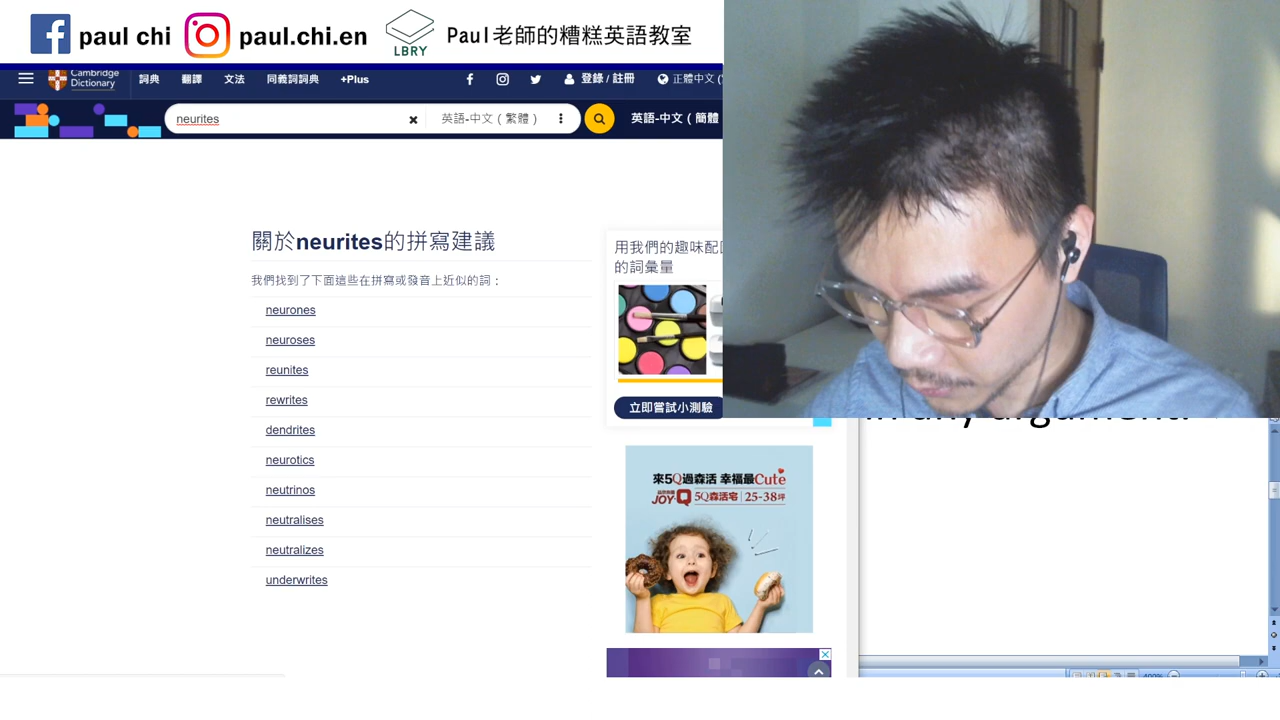 paul chi
paul.chi.en
LBRY
Paul老師的糟糕英語教室
Cambridge Dictionary
詞典 翻譯 文法 同義詞詞典 +Plus
登錄 / 註冊
正體中文
neurites
英語-中文（繁體）
英語-中文（簡體
關於neurites的拼寫建議
我們找到了下面這些在拼寫或發音上近似的詞：
neurones
neuroses
reunites
rewrites
dendrites
neurotics
neutrinos
neutralises
neutralizes
underwrites
用我們的趣味配
的詞彙量
立即嘗試小測驗
來5Q過森活 幸福最Cute
JOY-Q 5Q森活宅 25-38坪
in any argument.
400%